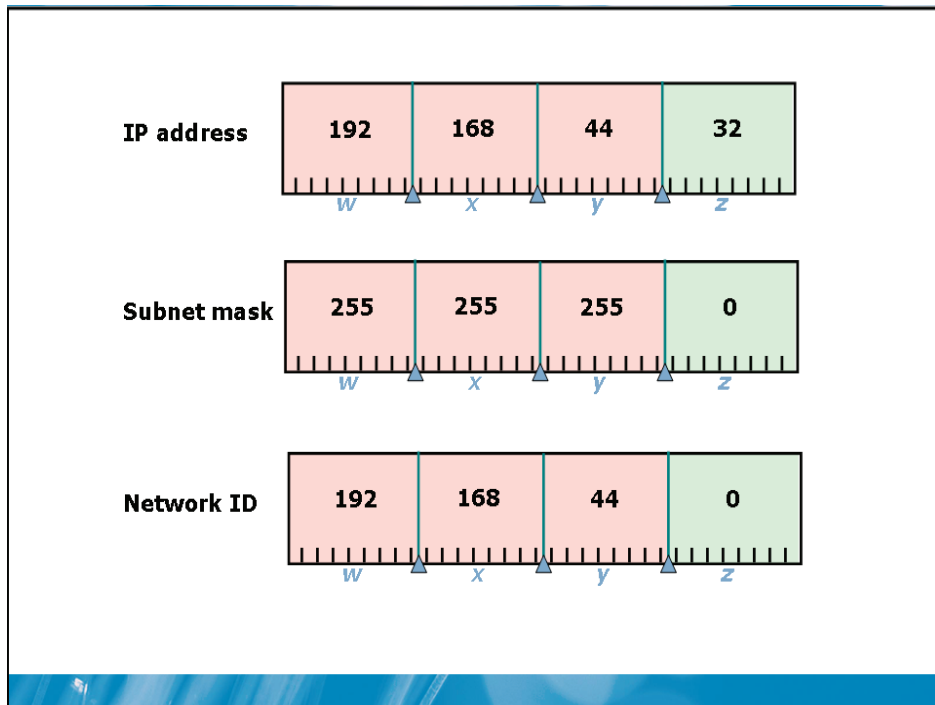 IP address 192 168 44 32
w x y z
Subnet mask 255 255 255 0
w x y z
Network ID 192 168 44 0
w x y z